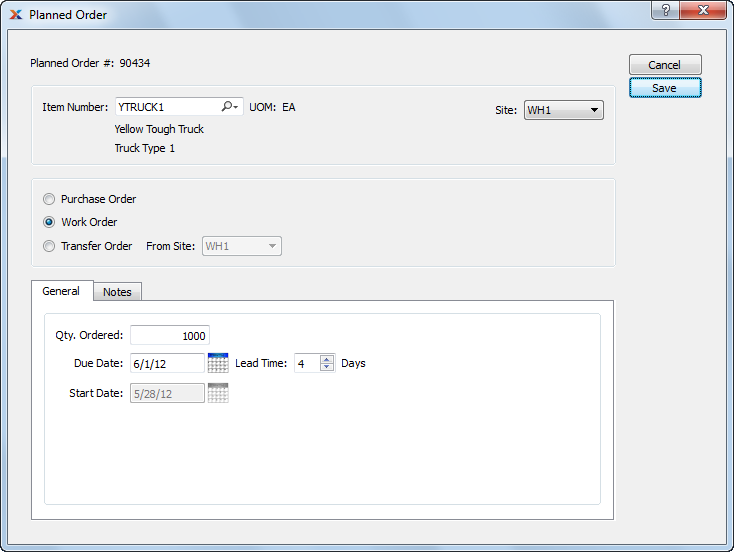 Planned Order
Planned Order #: 90434
Cancel
Save
Item Number: YTRUCK1 UOM: EA Site: WH1
Yellow Tough Truck
Truck Type 1
Purchase Order
Work Order
Transfer Order From Site: WH1
General Notes
Qty. Ordered: 1000
Due Date: 6/1/12 Lead Time: 4 Days
Start Date: 5/28/12